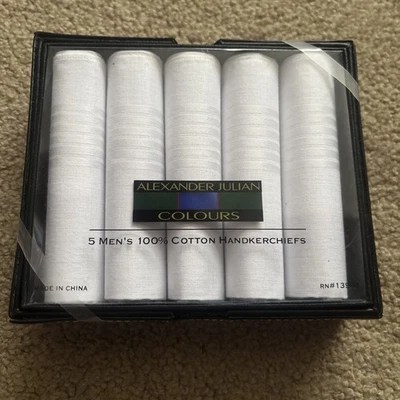 ALEXANDER JULIAN
COLOURS
5 MEN'S 100% COTTON HANDKERCHIEFS
MADE IN CHINA